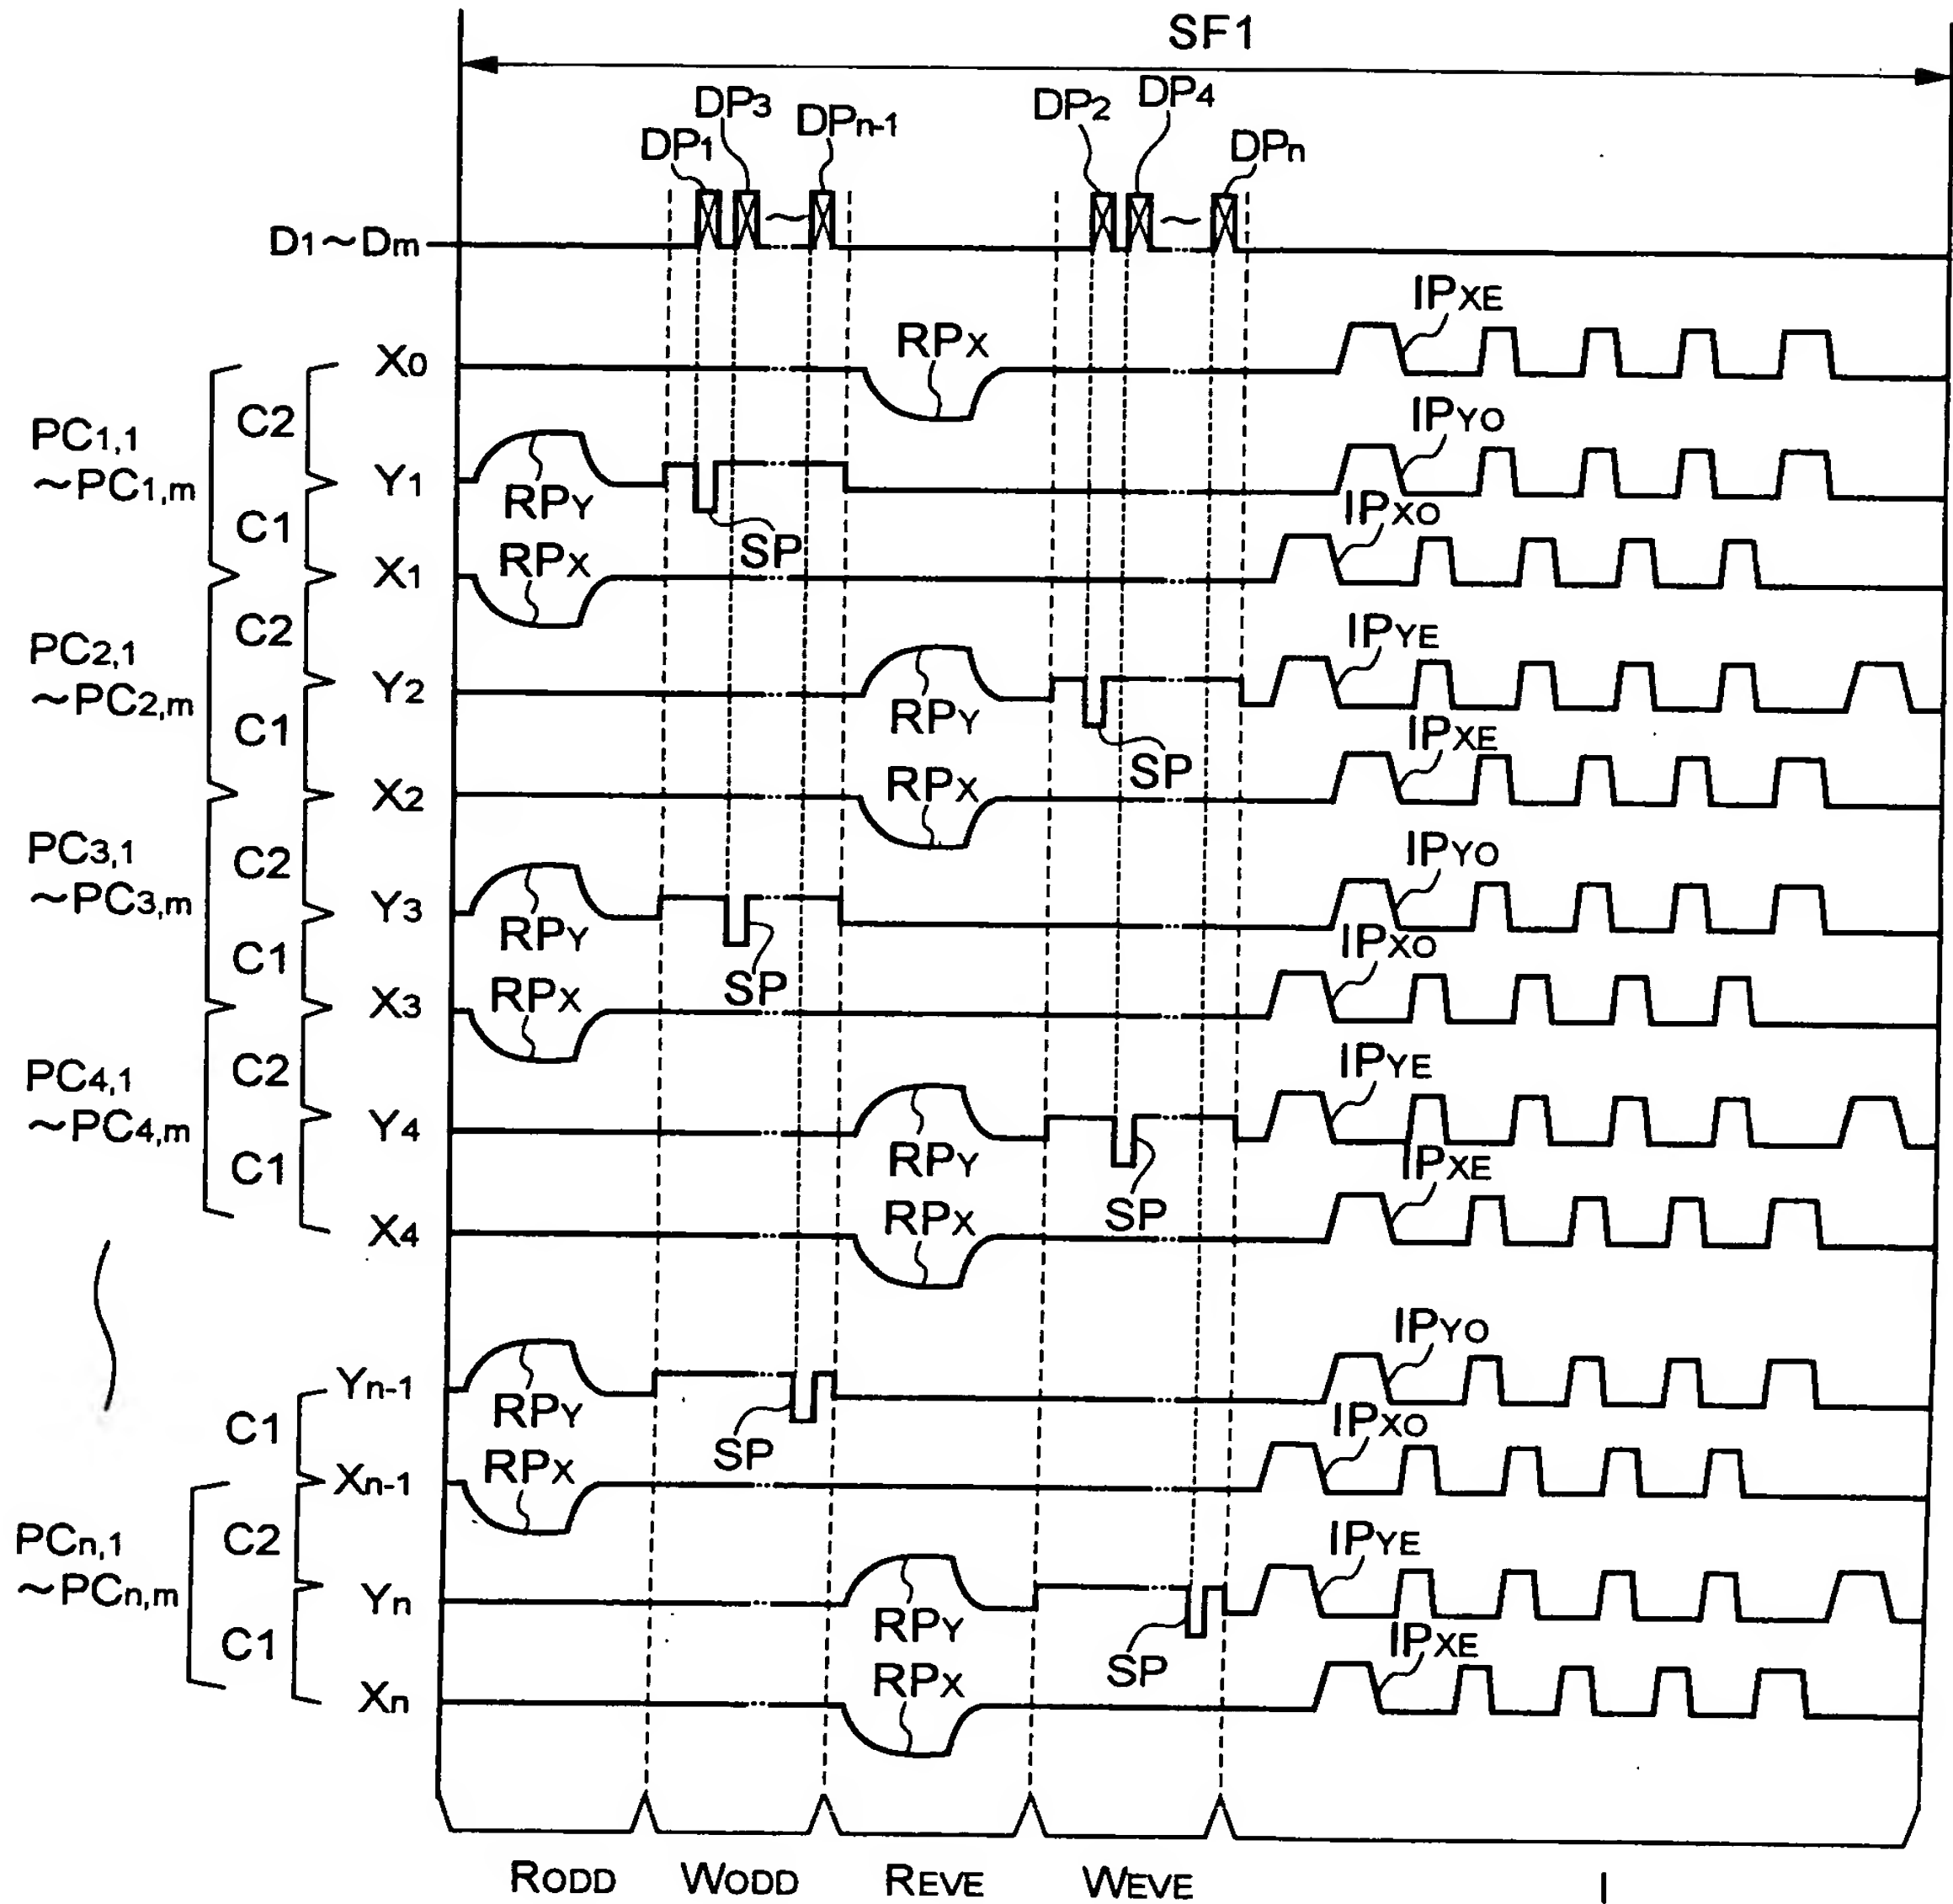 SF1
DP1
DP3
DPn-1
DP2
DP4
DPn
D1~Dm
X0
RPX
IPXE
PC1,1
~PC1,m
C2
C1
Y1
RPY
SP
IPYO
X1
RPX
IPXO
PC2,1
~PC2,m
C2
C1
Y2
RPY
SP
IPYE
X2
RPX
IPXE
PC3,1
~PC3,m
C2
C1
Y3
RPY
SP
IPYO
X3
RPX
IPXO
PC4,1
~PC4,m
C2
C1
Y4
RPY
SP
IPYE
X4
RPX
IPXE
Yn-1
RPY
SP
IPYO
C1
Xn-1
RPX
IPXO
PCn,1
~PCn,m
C2
C1
Yn
RPY
SP
IPYE
Xn
RPX
IPXE
RODD
WODD
REVE
WEVE
I